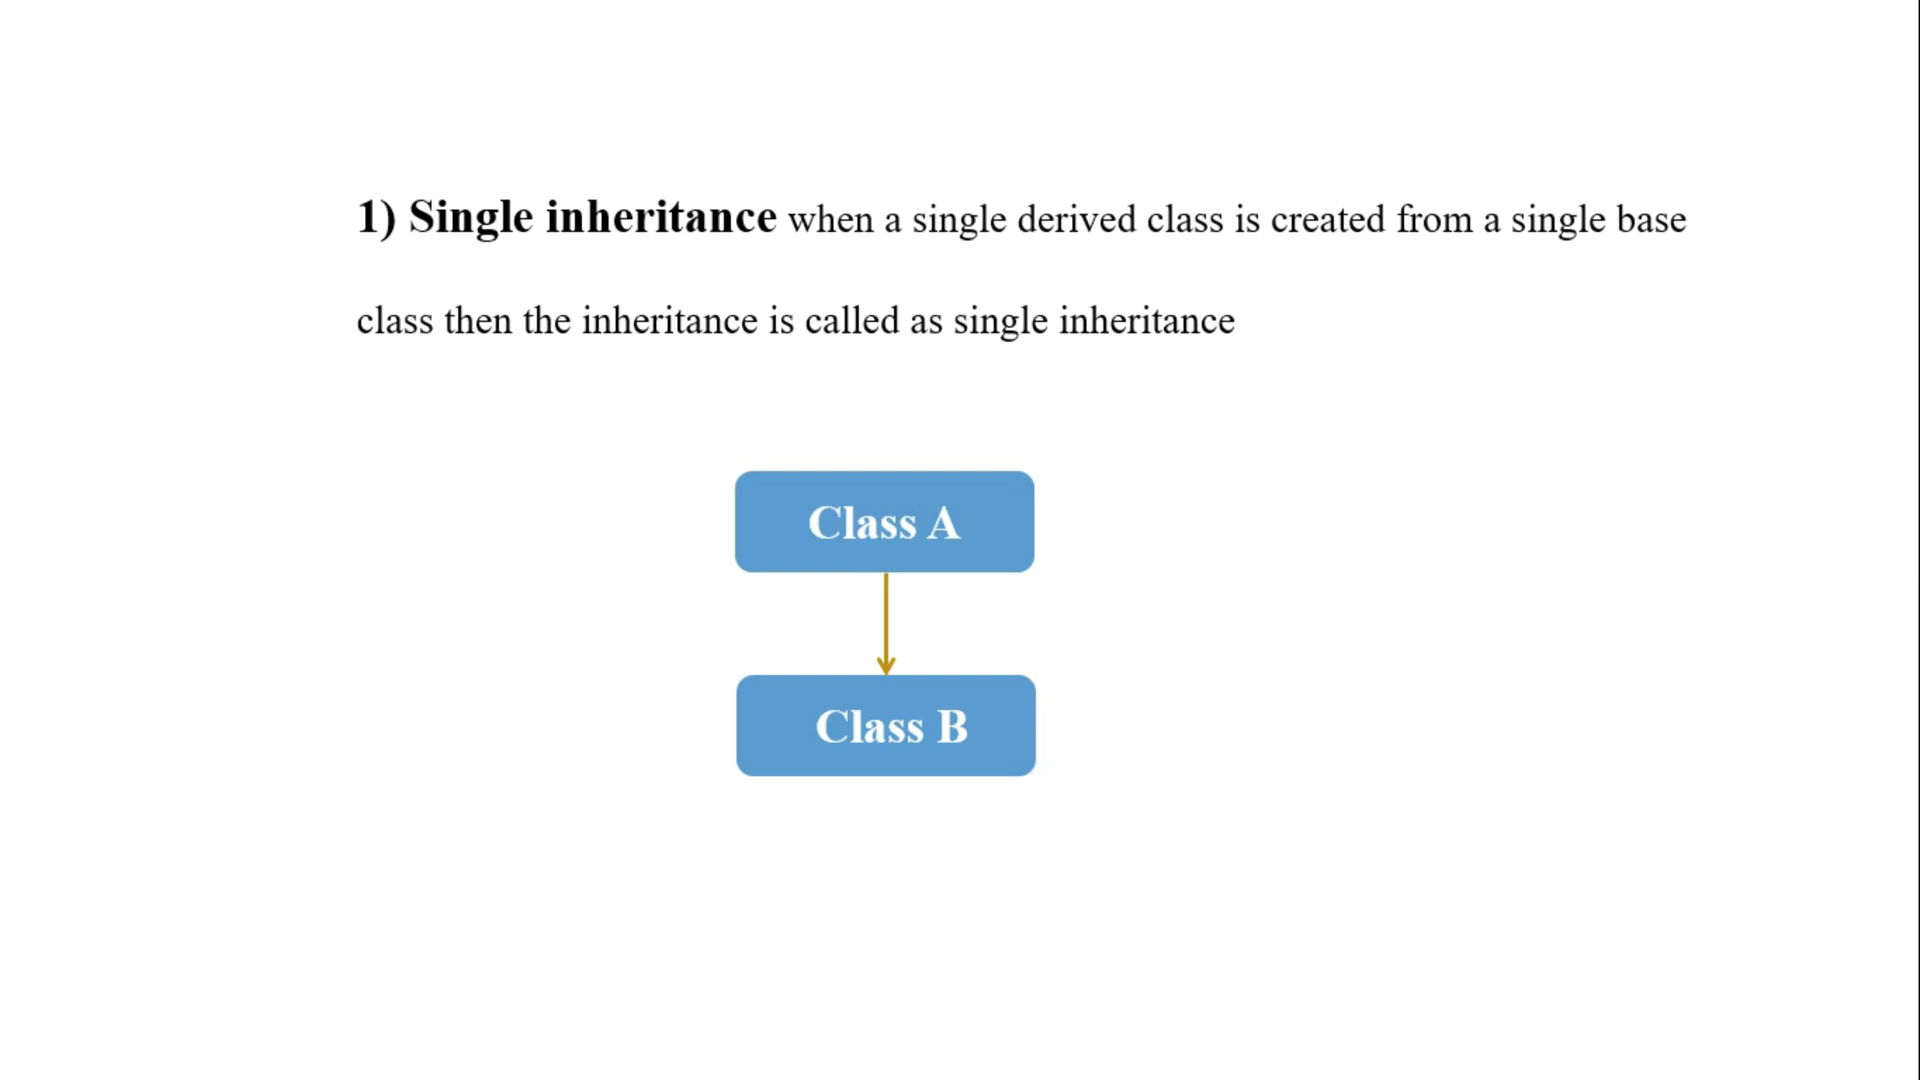 1) Single inheritance when a single derived class is created from a single base
class then the inheritance is called as single inheritance
Class A
Class B